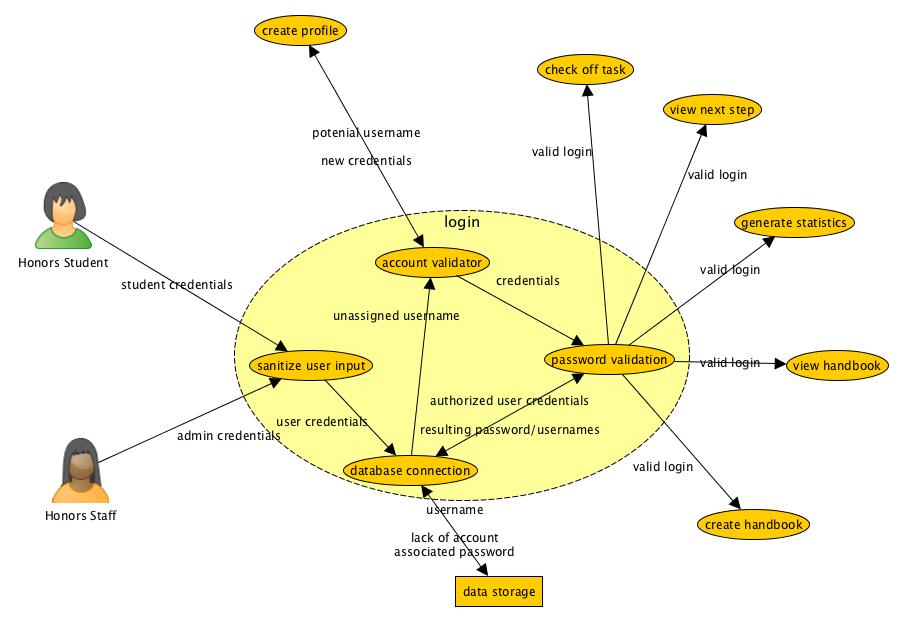 create profile
check off task
view next step
potenial username
new credentials
valid login
valid login
login
generate statistics
Honors Student
account validator
valid login
student credentials
credentials
unassigned username
password validation
sanitize user input
valid login
view handbook
authorized user credentials
user credentials
resulting password/usernames
admin credentials
database connection
valid login
username
Honors Staff
create handbook
lack of account
associated password
data storage